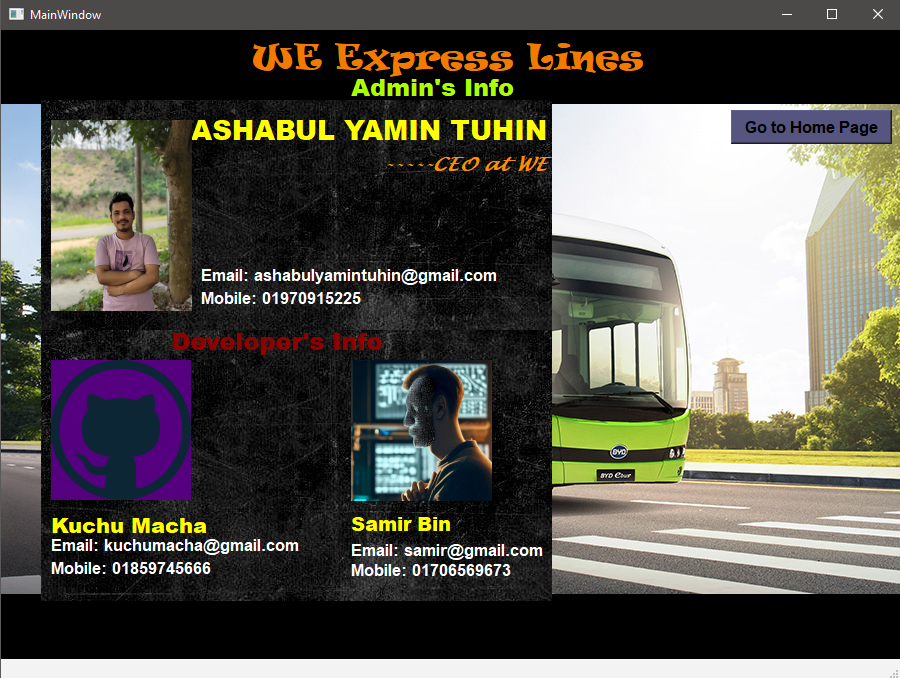 MainWindow
WE Express Lines
Admin's Info
ASHABUL YAMIN TUHIN
Go to Home Page
-----CEO at WE
Email: ashabulyamintuhin@gmail.com
Mobile: 01970915225
Developer's Info
BYD
BYD ebus
Kuchu Macha
Email: kuchumacha@gmail.com
Mobile: 01859745666
Samir Bin
Email: samir@gmail.com
Mobile: 01706569673